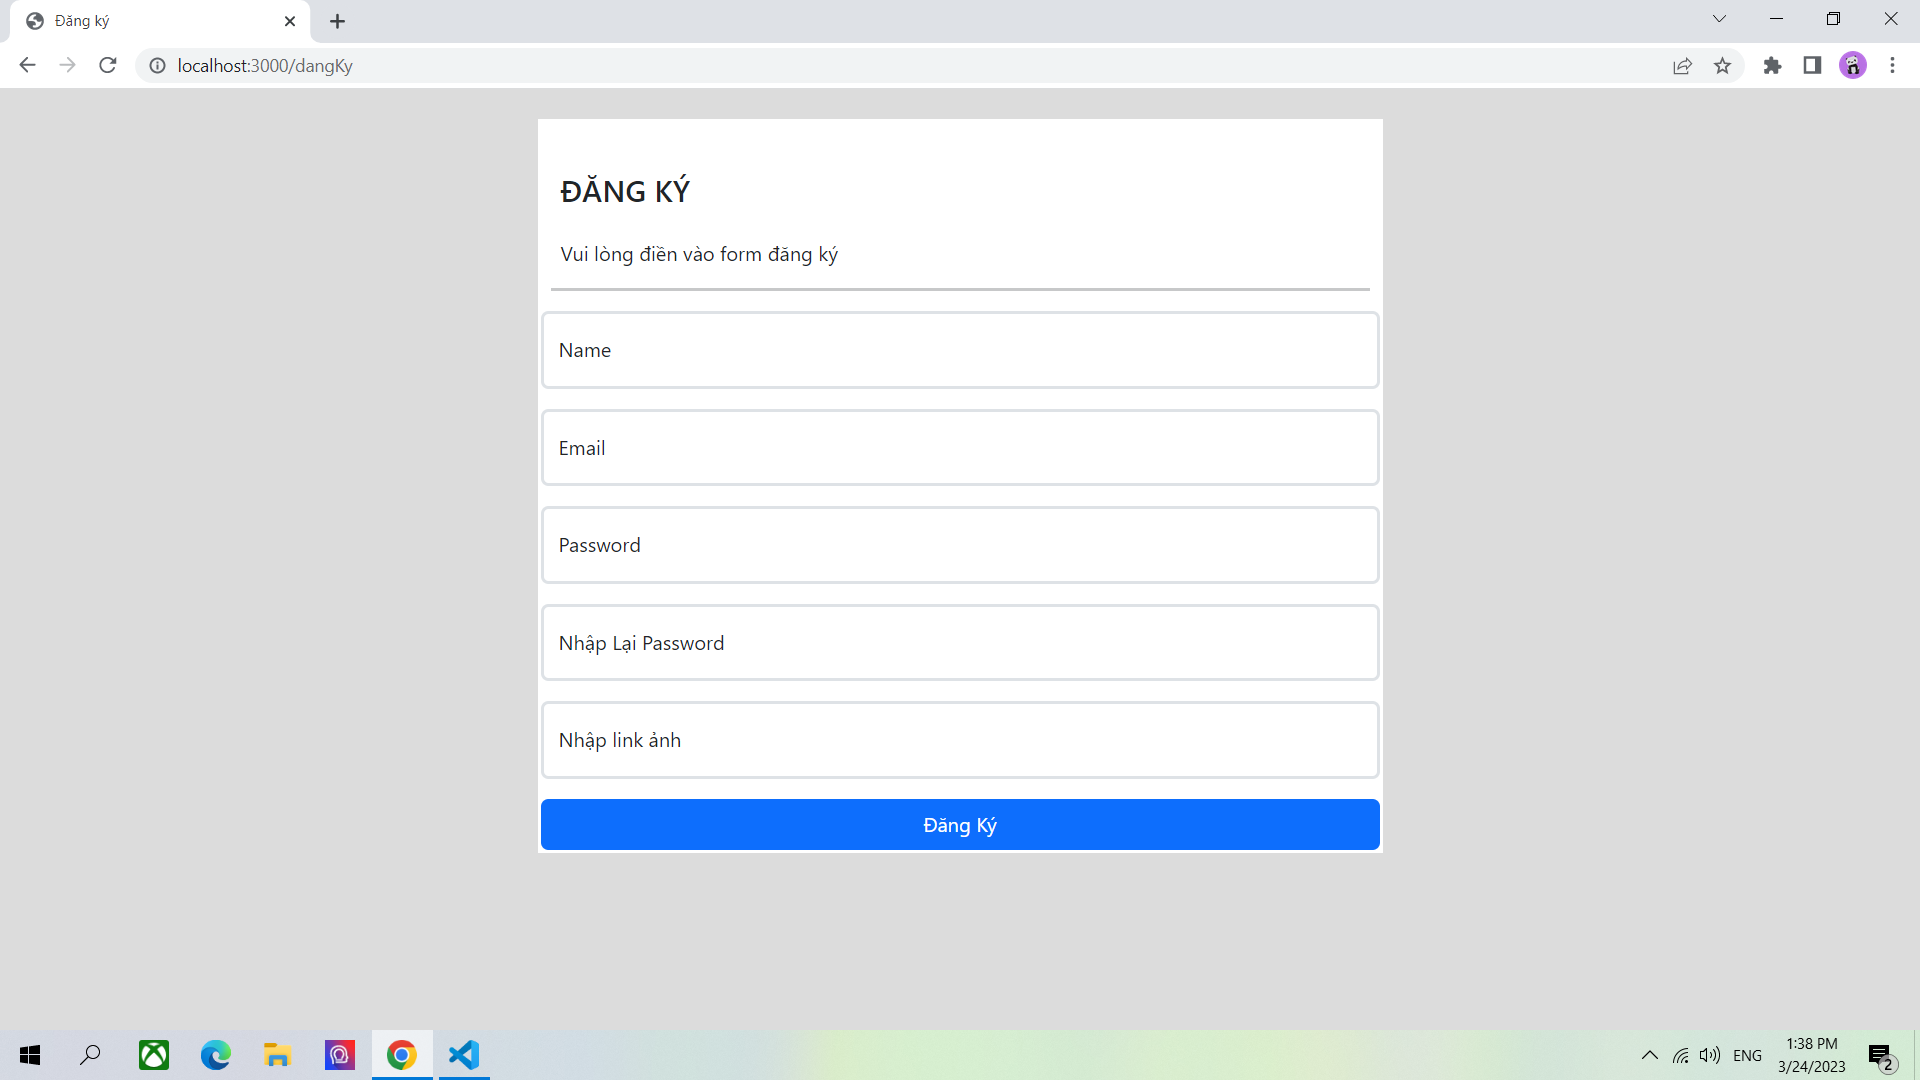 Đăng ký
localhost:3000/dangKy
ĐĂNG KÝ
Vui lòng điền vào form đăng ký
Name
Email
Password
Nhập Lại Password
Nhập link ảnh
Đăng Ký
ENG
1:38 PM
3/24/2023
2